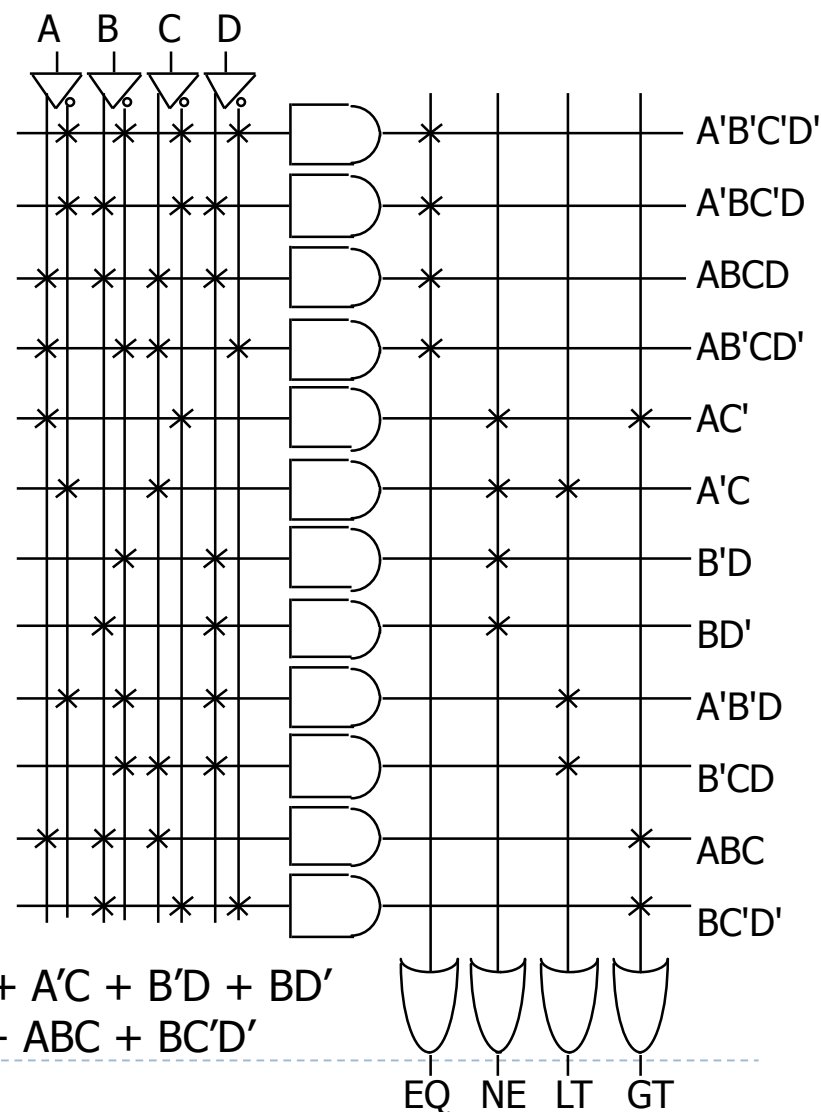 A B C D
A'B'C'D'
A'BC'D
ABCD
AB'CD'
AC'
A'C
B'D
BD'
A'B'D
B'CD
ABC
BC'D'
+ A′C + B′D + BD′
- ABC + BC′D′
EQ NE LT GT